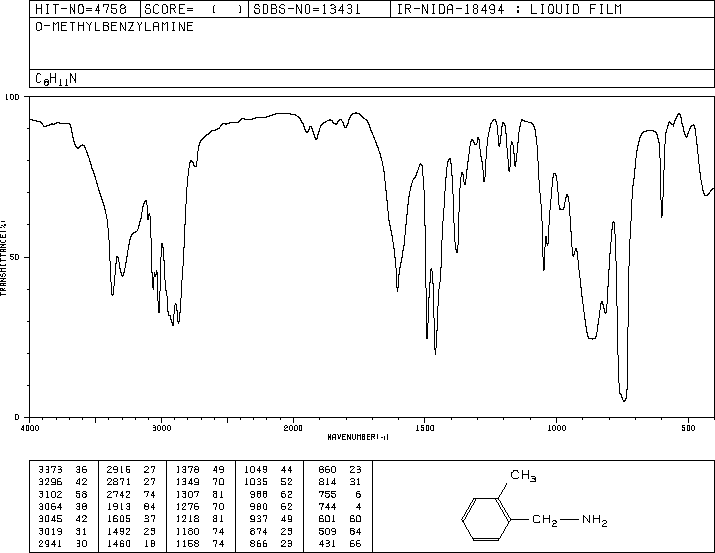 HIT-NO=4758 SCORE= ( ) SDBS-NO=13431 IR-NIDA-18494 : LIQUID FILM
O-METHYLBENZYLAMINE
C8H11N
100
50
0
TRANSMITTANCE(%)
4000 3000 2000 1500 1000 500
WAVENUMBER(-1)
3373 36 2916 27 1378 49 1049 44 860 23
3296 42 2871 27 1349 70 1035 52 814 31
3102 58 2742 74 1307 81 988 62 755 6
3064 38 1913 84 1276 70 980 62 744 4
3045 42 1605 37 1218 81 937 49 601 60
3019 31 1492 23 1180 74 874 23 509 84
2941 30 1460 18 1158 74 866 23 431 66
CH3
CH2 NH2